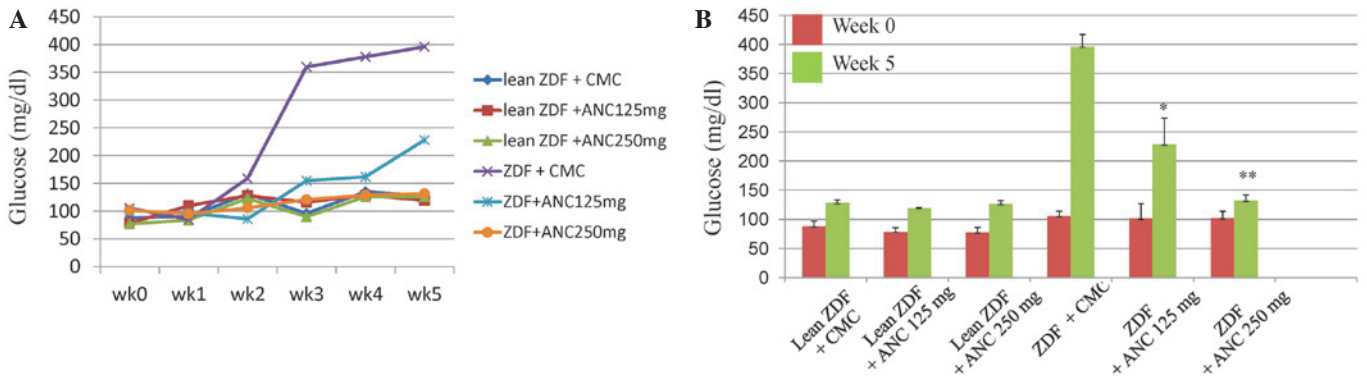 A
Glucose (mg/dl)
450
400
350
300
250
200
150
100
50
0
wk0 wk1 wk2 wk3 wk4 wk5
lean ZDF + CMC
lean ZDF +ANC125mg
lean ZDF +ANC250mg
ZDF + CMC
ZDF+ANC125mg
ZDF+ANC250mg
B
Glucose (mg/dl)
450
400
350
300
250
200
150
100
50
0
Week 0
Week 5
*
**
Lean ZDF
+ CMC
Lean ZDF
+ ANC 125 mg
Lean ZDF
+ ANC 250 mg
ZDF + CMC
ZDF
+ ANC 125 mg
ZDF
+ ANC 250 mg